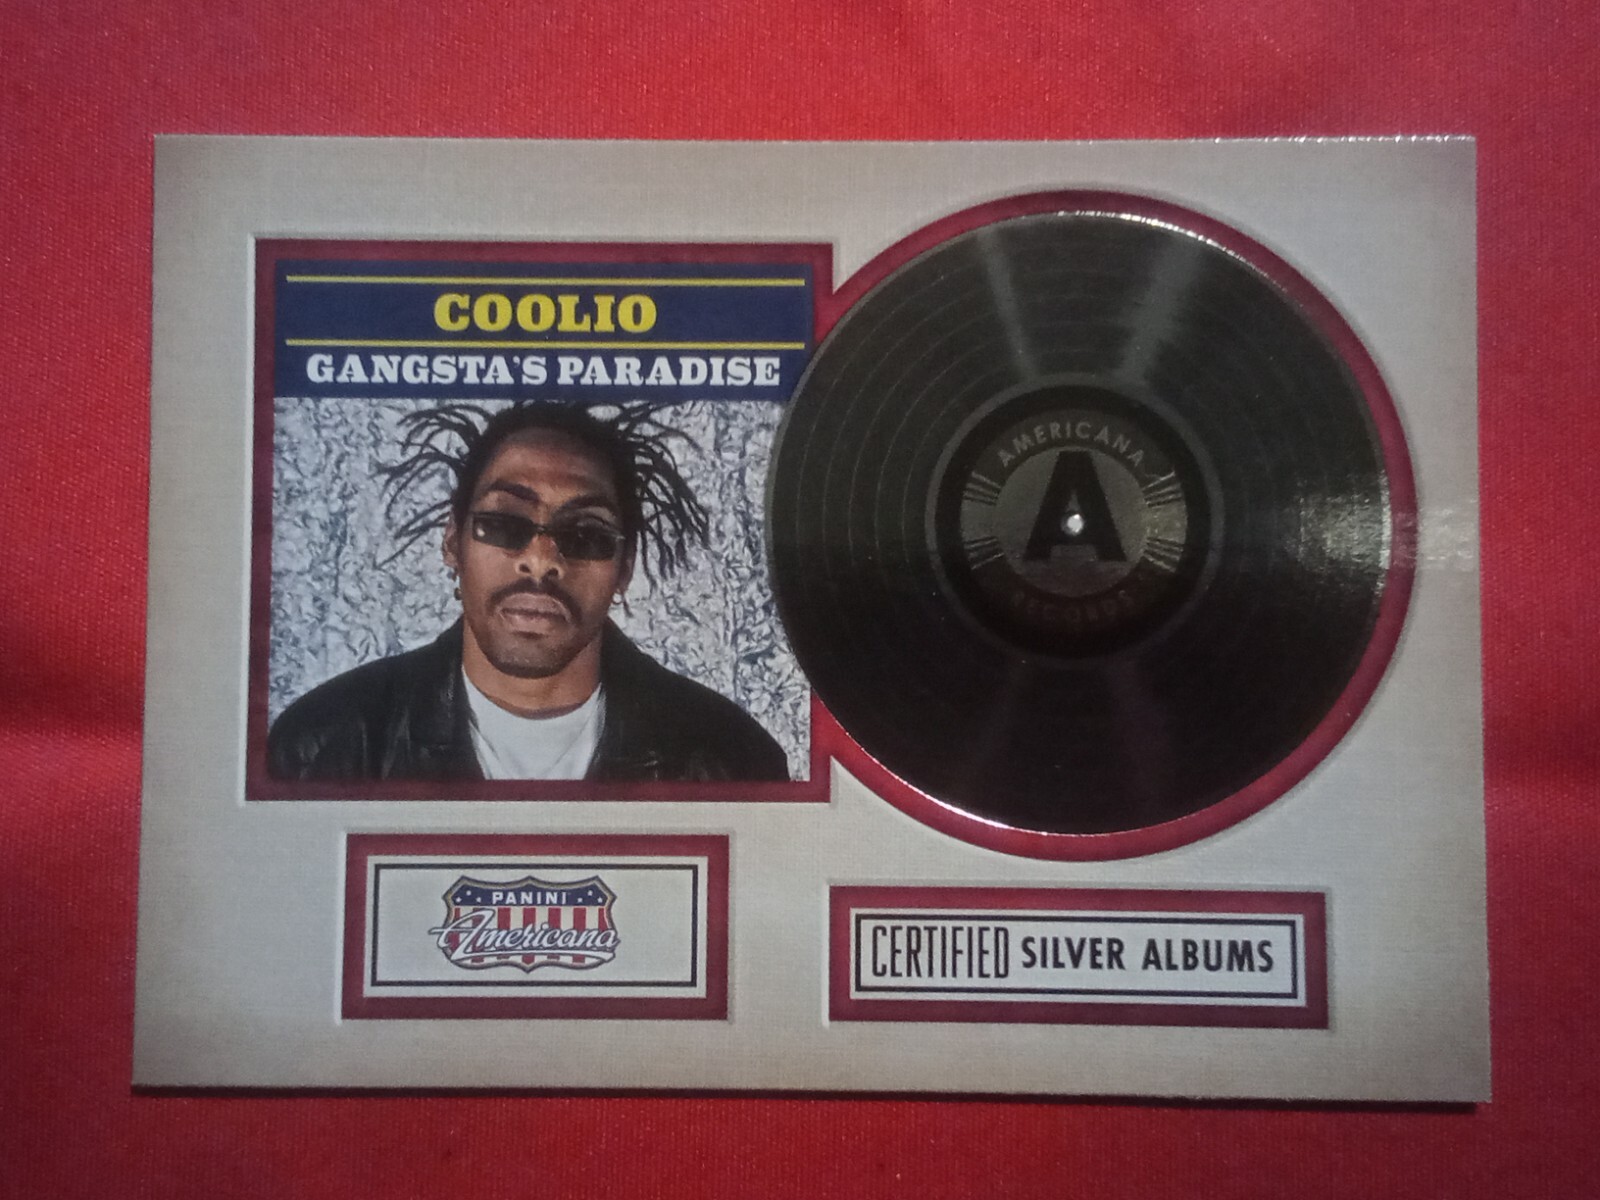 COOLIO
GANGSTA'S PARADISE
AMERICANA
A
RECORDS
PANINI
Americana
CERTIFIED SILVER ALBUMS